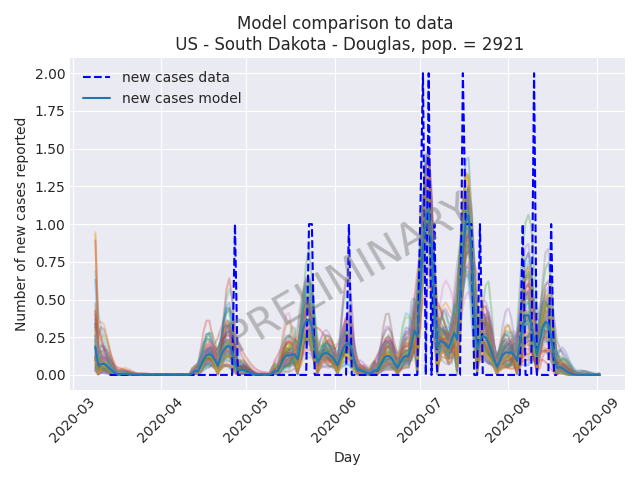 Model comparison to data
US - South Dakota - Douglas, pop. = 2921
new cases data
new cases model
PRELIMINARY
Number of new cases reported
2.00
1.75
1.50
1.25
1.00
0.75
0.50
0.25
0.00
2020-03
2020-04
2020-05
2020-06
2020-07
2020-08
2020-09
Day